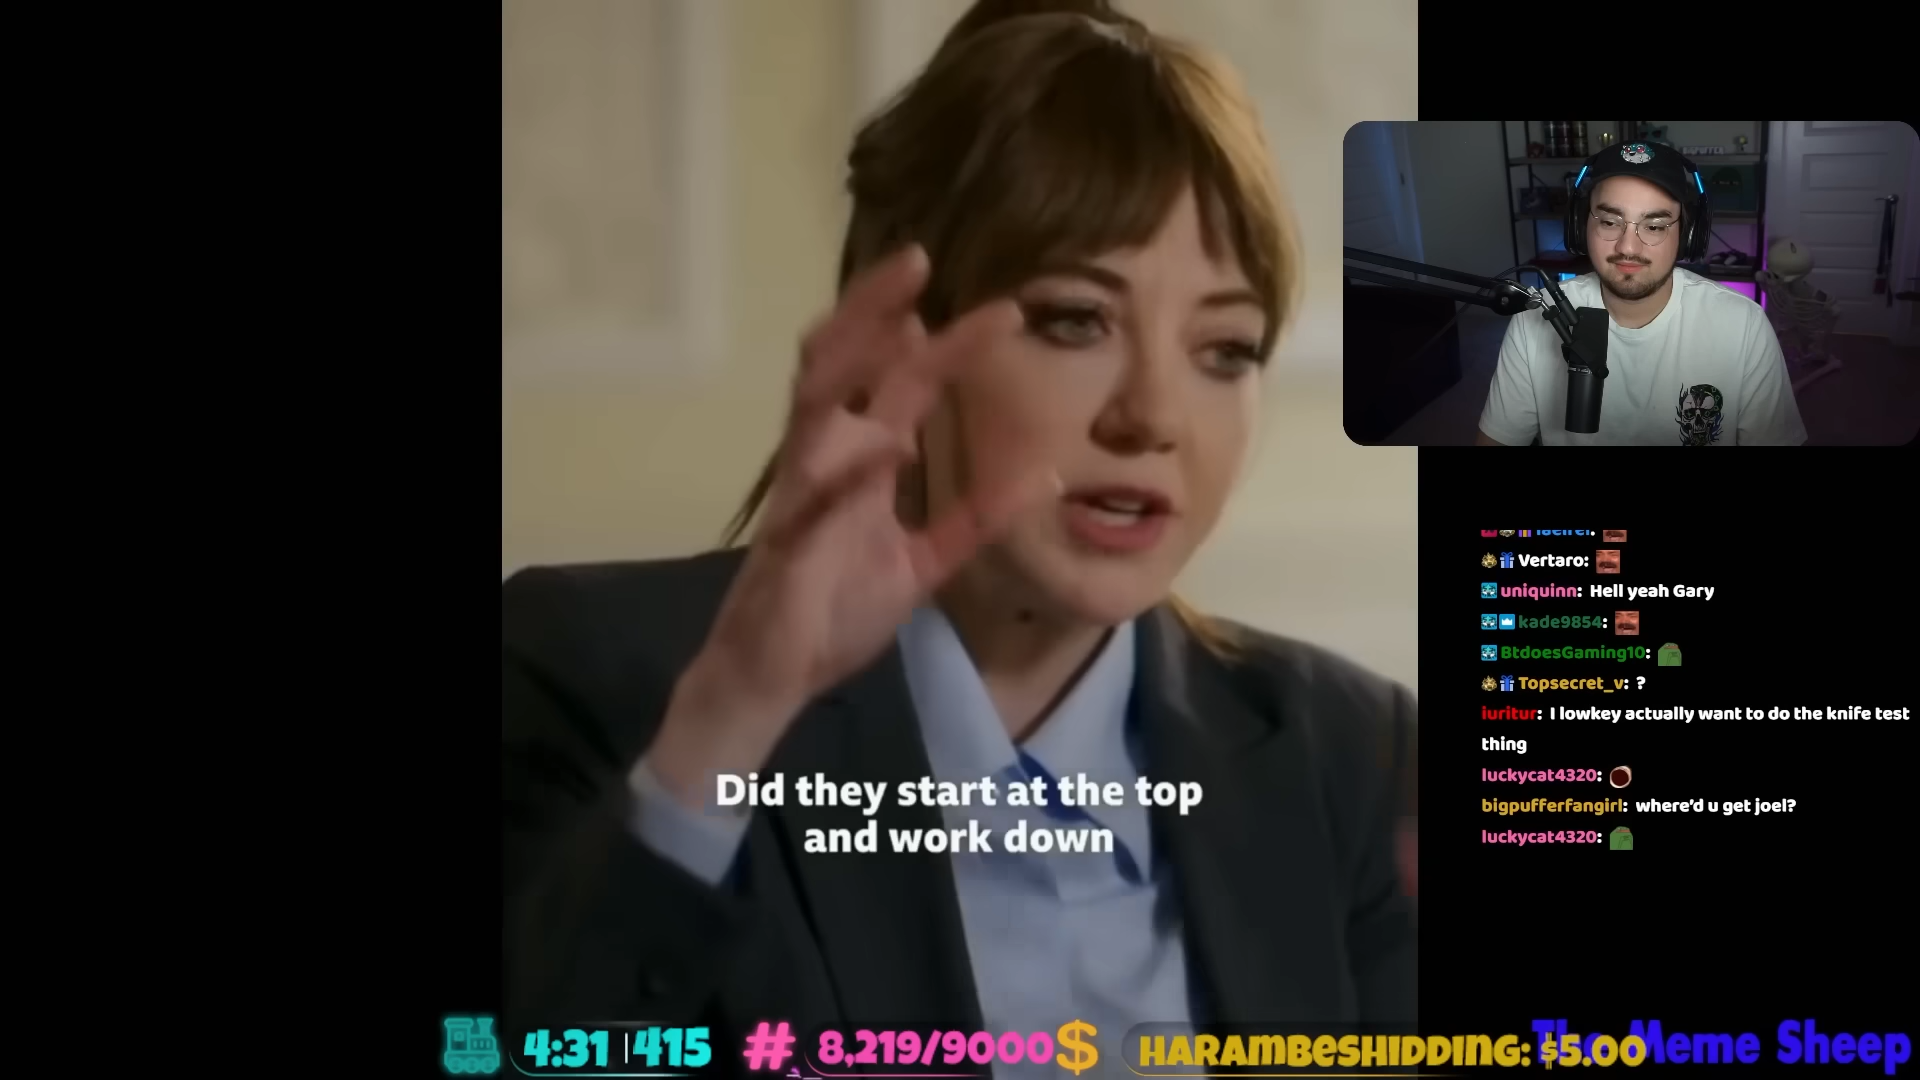 Did they start at the top
and work down
Vertaro:
uniquinn: Hell yeah Gary
kade9854:
BtdoesGaming10:
Topsecret_v: ?
iuritur: I lowkey actually want to do the knife test
thing
luckycat4320:
bigpufferfangirl: where'd u get joel?
luckycat4320:
4:31 | 415
# 8,219/9000
$ HARAMBESHIDDING: $5.00
Meme Sheep